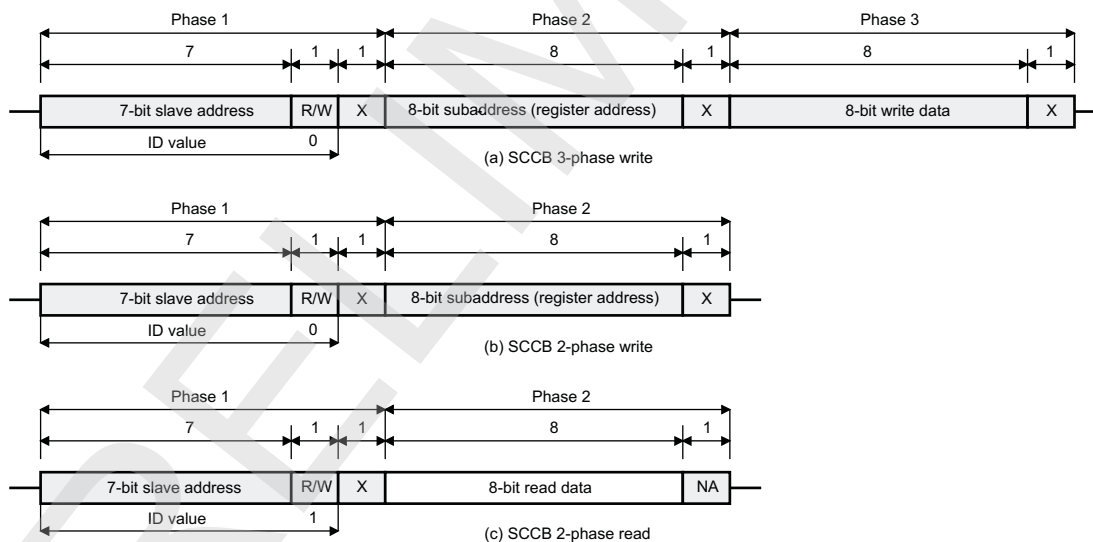 Phase 1 Phase 2 Phase 3
7 1 1 8 1 8 1
7-bit slave address R/W X 8-bit subaddress (register address) X 8-bit write data X
ID value 0
(a) SCCB 3-phase write
Phase 1 Phase 2
7 1 1 8 1
7-bit slave address R/W X 8-bit subaddress (register address) X
ID value 0
(b) SCCB 2-phase write
Phase 1 Phase 2
7 1 1 8 1
7-bit slave address R/W X 8-bit read data NA
ID value 1
(c) SCCB 2-phase read